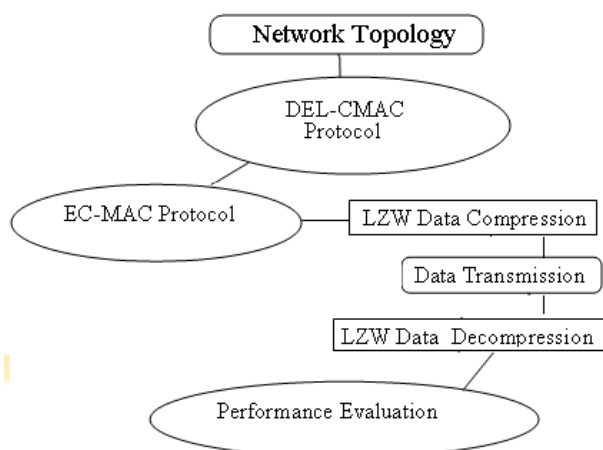 Network Topology
DEL-CMAC
Protocol
EC-MAC Protocol
LZW Data Compression
Data Transmission
LZW Data Decompression
Performance Evaluation